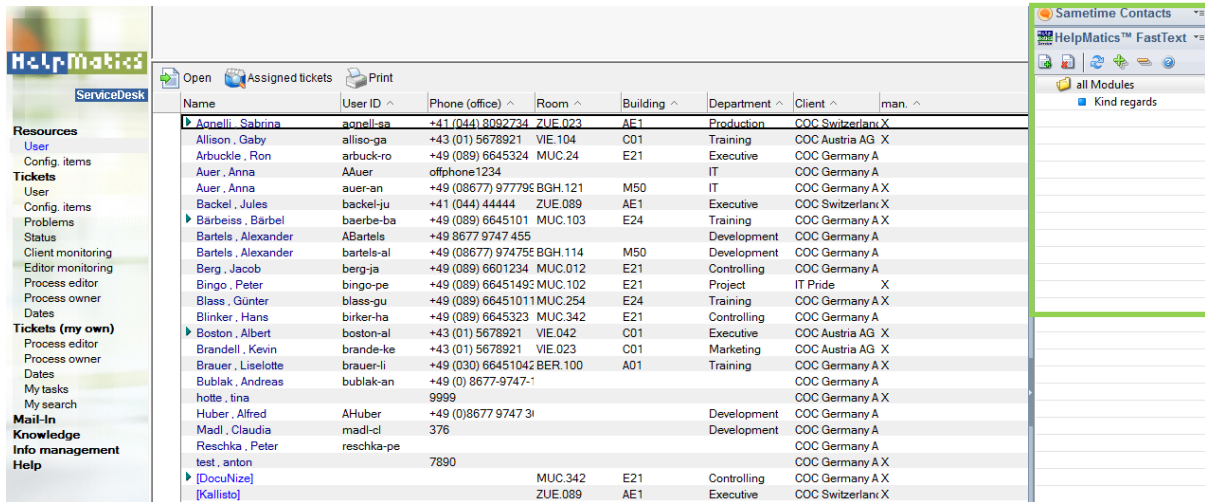 HelpMatics
ServiceDesk
Resources
User
Config. items
Tickets
User
Config. items
Problems
Status
Client monitoring
Editor monitoring
Process editor
Process owner
Dates
Tickets (my own)
Process editor
Process owner
Dates
My tasks
My search
Mail-In
Knowledge
Info management
Help
Open Assigned tickets Print
Name User ID Phone (office) Room Building Department Client man.
Agnelli , Sabrina agnell-sa +41 (044) 8092734 ZUE.023 AE1 Production COC Switzerland X
Allison , Gaby alliso-ga +43 (01) 5678921 VIE.104 C01 Training COC Austria AG X
Arbuckle , Ron arbuck-ro +49 (089) 6645324 MUC.24 E21 Executive COC Germany A
Auer , Anna AAuer offphone1234 IT COC Germany A
Auer , Anna auer-an +49 (08677) 977799 BGH.121 M50 IT COC Germany A X
Backel , Jules backel-ju +41 (044) 44444 ZUE.089 AE1 Executive COC Switzerland X
Bärbeiss , Bärbel baerbe-ba +49 (089) 6645101 MUC.103 E24 Training COC Germany A X
Bartels , Alexander ABartels +49 8677 9747 455 Development COC Germany A
Bartels , Alexander bartels-al +49 (08677) 974755 BGH.114 M50 Development COC Germany A
Berg , Jacob berg-ja +49 (089) 6601234 MUC.012 E21 Controlling COC Germany A
Bingo , Peter bingo-pe +49 (089) 66451493 MUC.102 E21 Project IT Pride X
Blass , Günter blass-gu +49 (089) 66451011 MUC.254 E24 Training COC Germany A X
Blinker , Hans birker-ha +49 (089) 6645323 MUC.342 E21 Controlling COC Germany A
Boston , Albert boston-al +43 (01) 5678921 VIE.042 C01 Executive COC Austria AG X
Brandell , Kevin brande-ke +43 (01) 5678921 VIE.023 C01 Marketing COC Austria AG X
Brauer , Liselotte brauer-li +49 (030) 66451042 BER.100 A01 Training COC Germany A X
Bublak , Andreas bublak-an +49 (0) 8677-9747-1 COC Germany A
hotte , tina 9999 COC Germany A X
Huber , Alfred AHuber +49 (0)8677 9747 3 Development COC Germany A
Madl , Claudia madl-cl 376 Development COC Germany A
Reschka , Peter reschka-pe COC Germany A
test , anton 7890 COC Germany A X
[DocuNize] MUC.342 E21 Controlling COC Germany A X
[Kallisto] ZUE.089 AE1 Executive COC Switzerland X
Sametime Contacts
HelpMatics™ FastText
all Modules
Kind regards